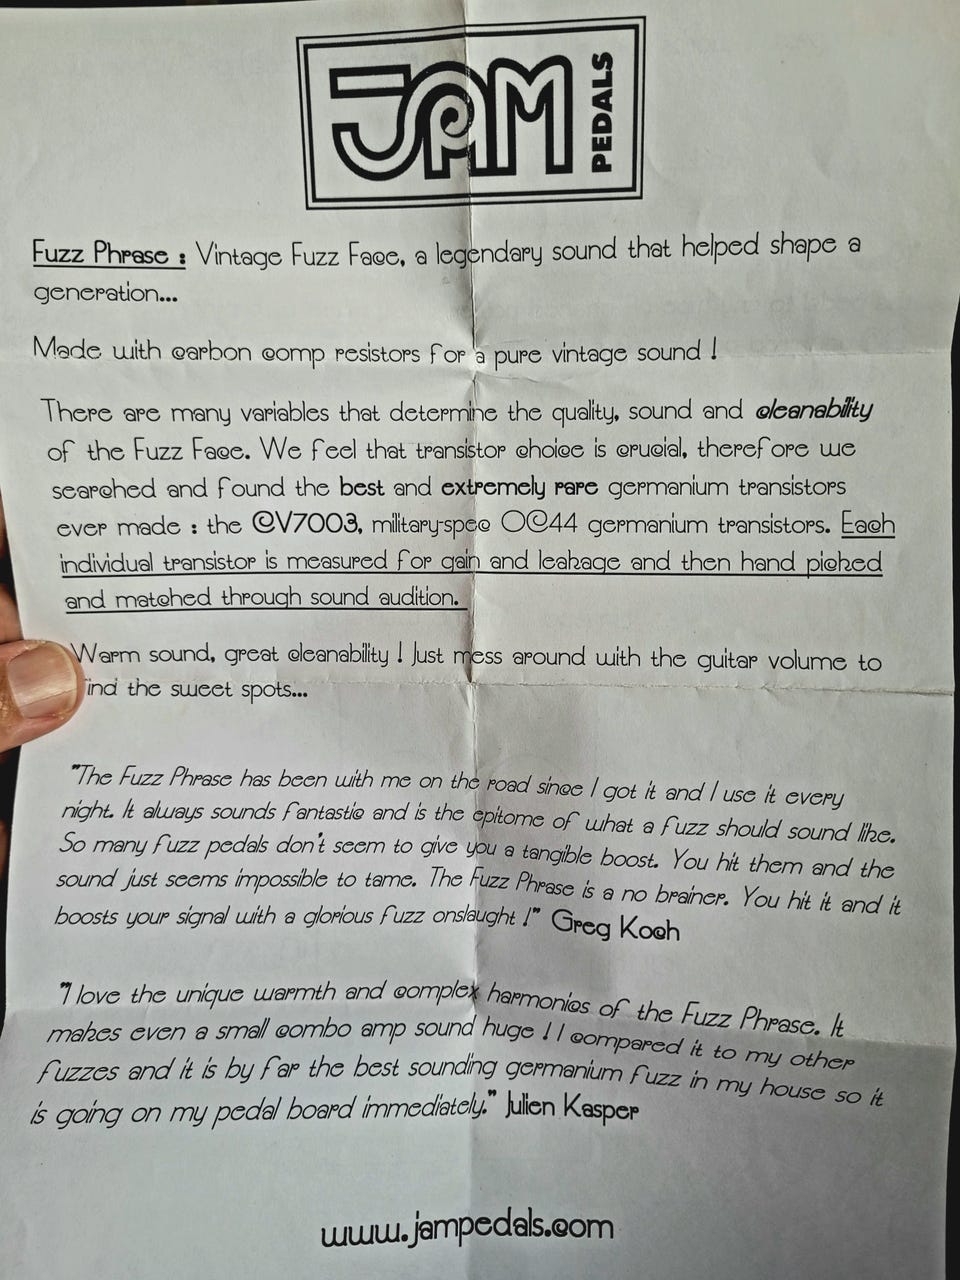 JAM PEDALS
Fuzz Phrase : Vintage Fuzz Face, a legendary sound that helped shape a
generation...
Made with carbon comp resistors for a pure vintage sound !
There are many variables that determine the quality, sound and cleanability
of the Fuzz Face. We feel that transistor choice is crucial, therefore we
searched and found the best and extremely rare germanium transistors
ever made : the CV7003, military-spec OC44 germanium transistors. Each
individual transistor is measured for gain and leakage and then hand picked
and matched through sound audition.
Warm sound, great cleanability ! Just mess around with the guitar volume to
ind the sweet spots...
"The Fuzz Phrase has been with me on the road since I got it and I use it every
night. It always sounds fantastic and is the epitome of what a fuzz should sound like.
So many fuzz pedals don't seem to give you a tangible boost. You hit them and the
sound just seems impossible to tame. The Fuzz Phrase is a no brainer. You hit it and it
boosts your signal with a glorious fuzz onslaught !" Greg Koch
"I love the unique warmth and complex harmonics of the Fuzz Phrase. It
makes even a small combo amp sound huge ! I compared it to my other
fuzzes and it is by far the best sounding germanium fuzz in my house so it
is going on my pedal board immediately." Julien Kasper
www.jampedals.com